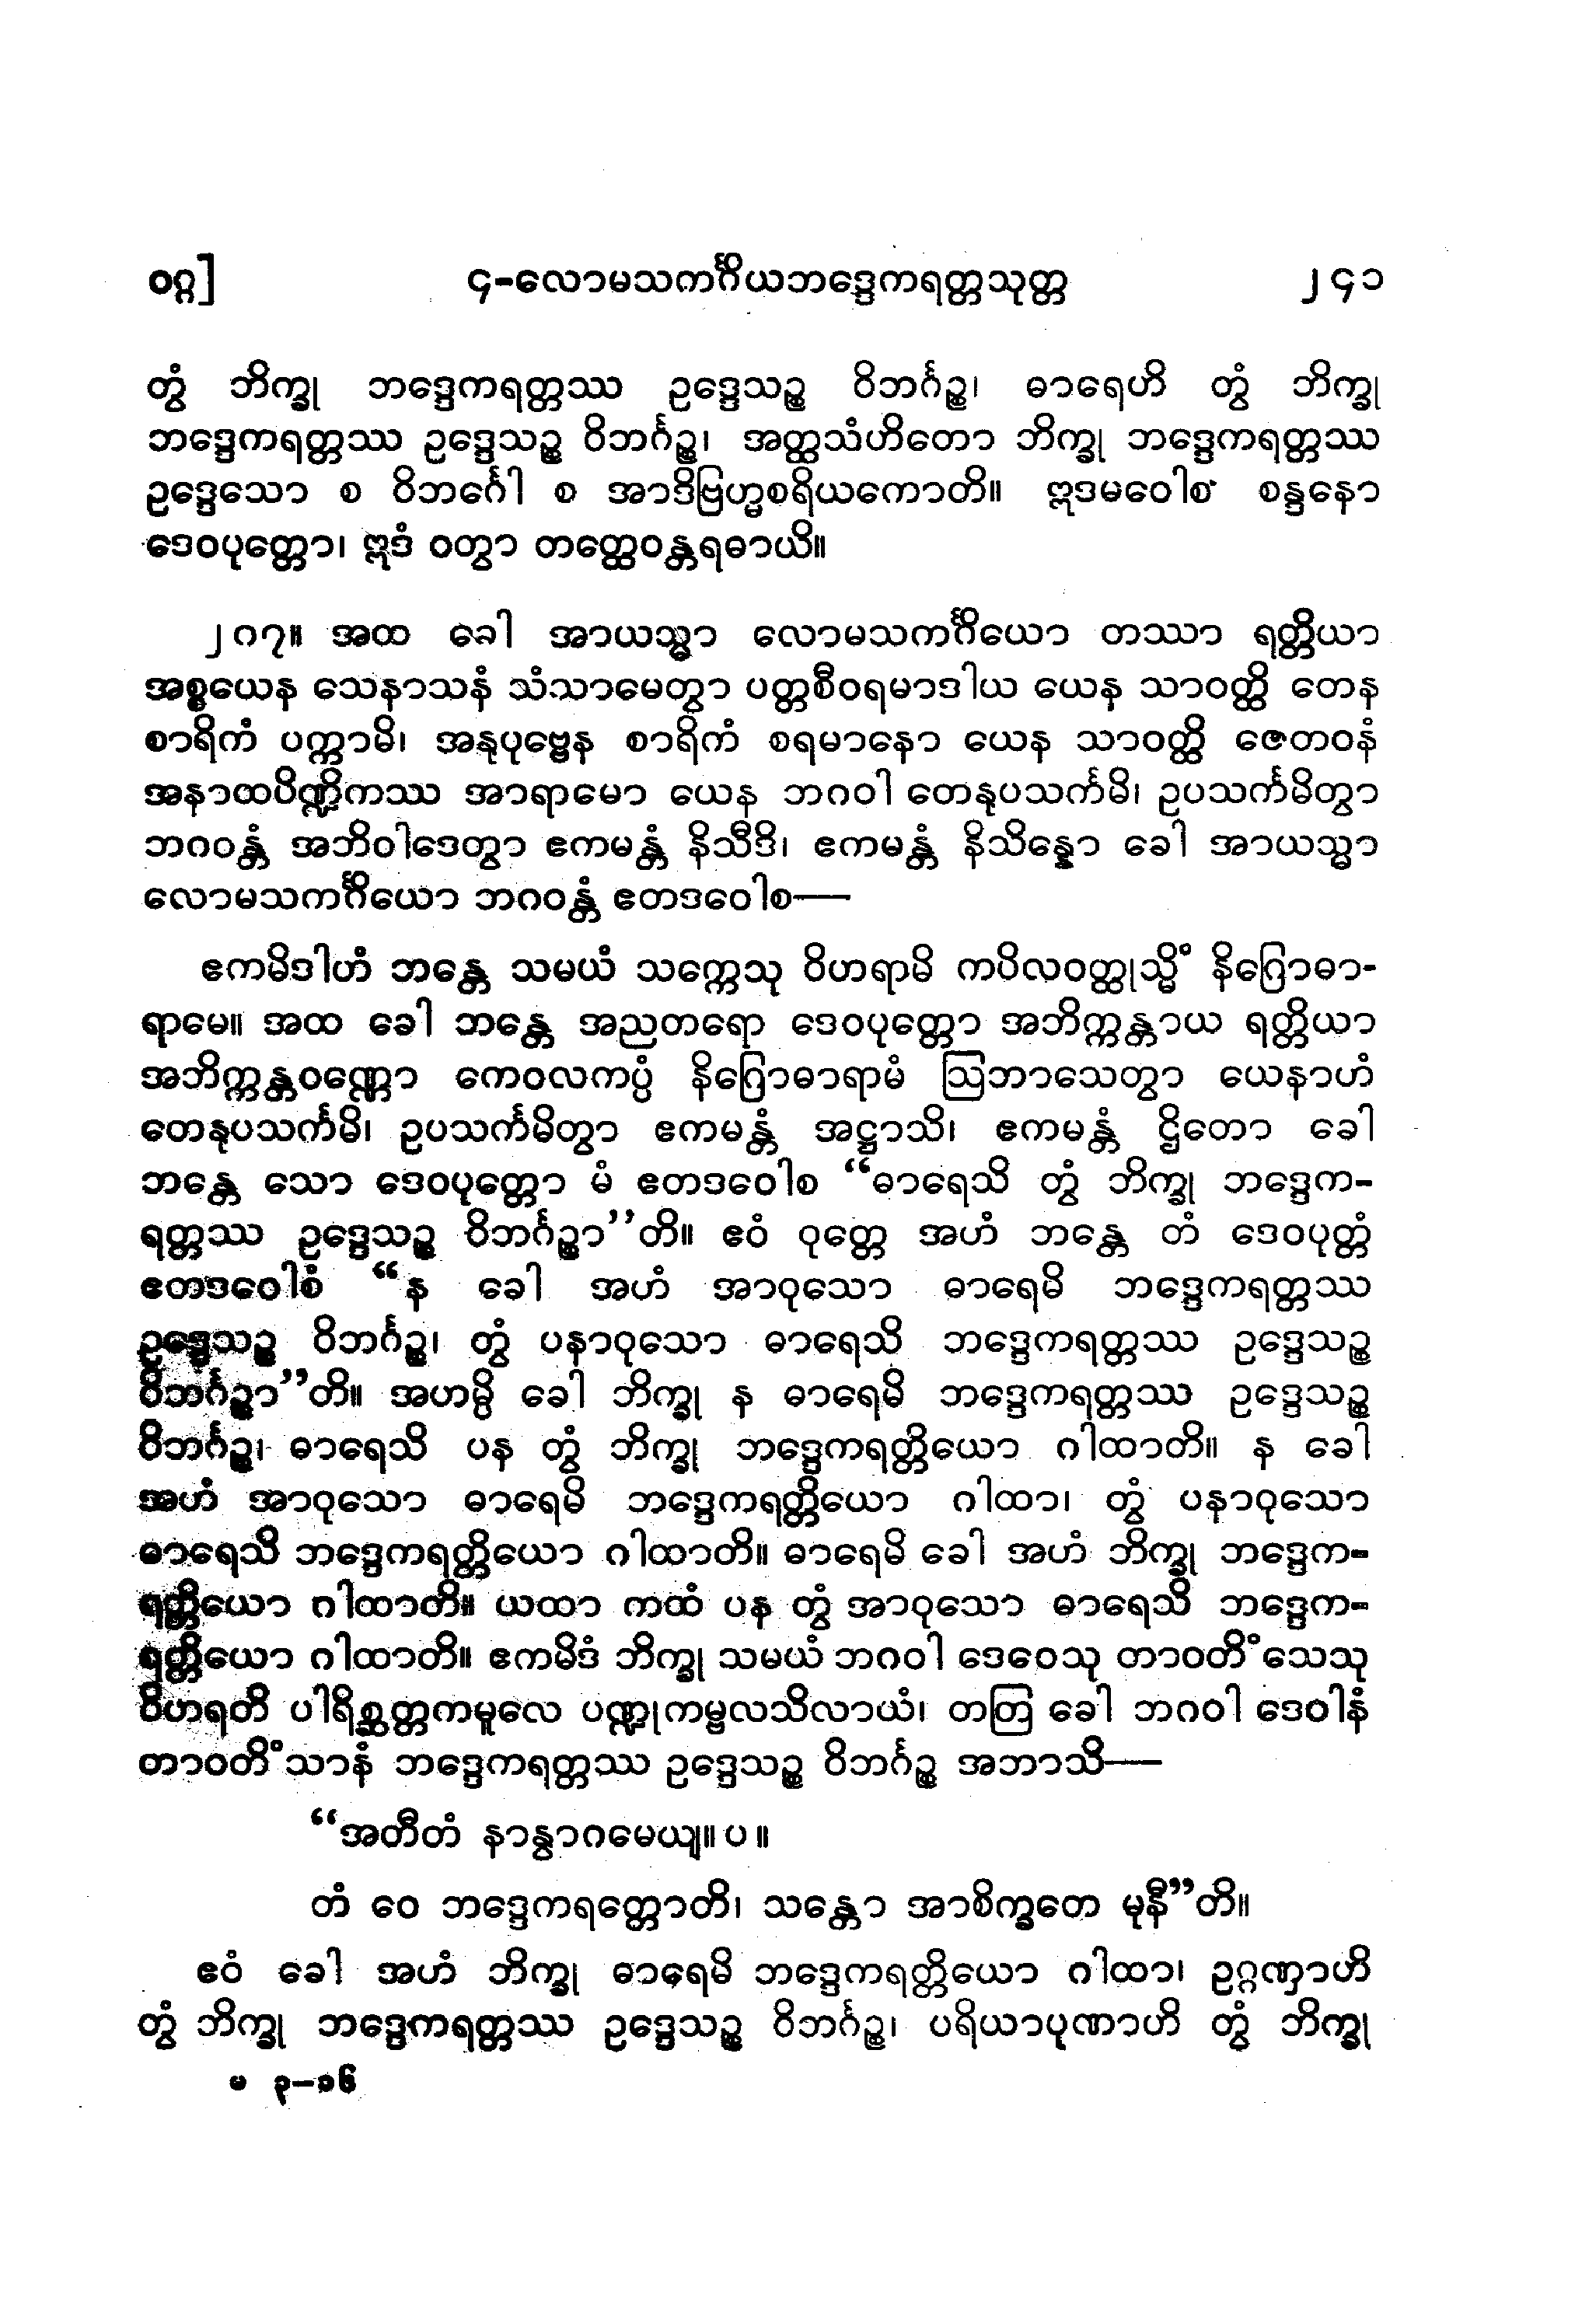 ဝဂ္ဂ]
၄-လောမသကင်္ဂိယဘဒ္ဒေကရတ္တသုတ္တ
၂၄၁
တွံ ဘိက္ခု ဘဒ္ဒေကရတ္တဿ ဥဒ္ဒေသဉ္စ ဝိဘင်္ဂဉ္စ၊ ဓာရေဟိ တွံ ဘိက္ခု
ဘဒ္ဒေကရတ္တဿ ဥဒ္ဒေသဉ္စ ဝိဘင်္ဂဉ္စ၊ အတ္ထသံဟိတော ဘိက္ခု ဘဒ္ဒေကရတ္တဿ
ဥဒ္ဒေသော စ ဝိဘင်္ဂေါ စ အာဒိဗြဟ္မစရိယကောတိ။ ဣဒမဝေါစ စန္ဒနော
ဒေဝပုတ္တော၊ ဣဒံ ဝတွာ တတ္ထေဝန္တရဓာယိ။
၂၈၇။ အထ ခေါ အာယသ္မာ လောမသကင်္ဂိယော တဿာ ရတ္တိယာ
အစ္စယေန သေနာသနံ သံသာမေတွာ ပတ္တစီဝရမာဒါယ ယေန သာဝတ္ထိ တေန
စာရိကံ ပက္ကာမိ၊ အနုပုဗ္ဗေန စာရိကံ စရမာနော ယေန သာဝတ္ထိ ဇေတဝနံ
အနာထပိဏ္ဍိကဿ အာရာမော ယေန ဘဂဝါ တေနုပသင်္ကမိ၊ ဥပသင်္ကမိတွာ
ဘဂဝန္တံ အဘိဝါဒေတွာ ဧကမန္တံ နိသီဒိ၊ ဧကမန္တံ နိသိန္နော ခေါ အာယသ္မာ
လောမသကင်္ဂိယော ဘဂဝန္တံ ဧတဒဝေါစ—
ဧကမိဒါဟံ ဘန္တေ သမယံ သက္ကေသု ဝိဟရာမိ ကပိလဝတ္ထုသ္မိံ နိဂြောဓာ-
ရာမေ။ အထ ခေါ ဘန္တေ အညတရော ဒေဝပုတ္တော အဘိက္ကန္တာယ ရတ္တိယာ
အဘိက္ကန္တဝဏ္ဏော ကေဝလကပ္ပံ နိဂြောဓာရာမံ ဩဘာသေတွာ ယေနာဟံ
တေနုပသင်္ကမိ၊ ဥပသင်္ကမိတွာ ဧကမန္တံ အဋ္ဌာသိ၊ ဧကမန္တံ ဌိတော ခေါ
ဘန္တေ သော ဒေဝပုတ္တော မံ ဧတဒဝေါစ “ဓာရေသိ တွံ ဘိက္ခု ဘဒ္ဒေက-
ရတ္တဿ ဥဒ္ဒေသဉ္စ ဝိဘင်္ဂဉ္စာ”တိ။ ဧဝံ ဝုတ္တေ အဟံ ဘန္တေ တံ ဒေဝပုတ္တံ
ဧတဒဝေါစံ “န ခေါ အဟံ အာဝုသော ဓာရေမိ ဘဒ္ဒေကရတ္တဿ
ဥဒ္ဒေသဉ္စ ဝိဘင်္ဂဉ္စ၊ တွံ ပနာဝုသော ဓာရေသိ ဘဒ္ဒေကရတ္တဿ ဥဒ္ဒေသဉ္စ
ဝိဘင်္ဂဉ္စာ”တိ။ အဟမ္ပိ ခေါ ဘိက္ခု န ဓာရေမိ ဘဒ္ဒေကရတ္တဿ ဥဒ္ဒေသဉ္စ
ဝိဘင်္ဂဉ္စ၊ ဓာရေသိ ပန တွံ ဘိက္ခု ဘဒ္ဒေကရတ္တိယော ဂါထာတိ။ န ခေါ
အဟံ အာဝုသော ဓာရေမိ ဘဒ္ဒေကရတ္တိယော ဂါထာ၊ တွံ ပနာဝုသော
ဓာရေသိ ဘဒ္ဒေကရတ္တိယော ဂါထာတိ။ ဓာရေမိ ခေါ အဟံ ဘိက္ခု ဘဒ္ဒေက-
ရတ္တိယော ဂါထာတိ။ ယထာ ကထံ ပန တွံ အာဝုသော ဓာရေသိ ဘဒ္ဒေက-
ရတ္တိယော ဂါထာတိ။ ဧကမိဒံ ဘိက္ခု သမယံ ဘဂဝါ ဒေဝေသု တာဝတိံသေသု
ဝိဟရတိ ပါရိစ္ဆတ္တကမူလေ ပဏ္ဍုကမ္ဗလသိလာယံ၊ တတြ ခေါ ဘဂဝါ ဒေဝါနံ
တာဝတိံသာနံ ဘဒ္ဒေကရတ္တဿ ဥဒ္ဒေသဉ္စ ဝိဘင်္ဂဉ္စ အဘာသိ—
“အတီတံ နာန္ဝာဂမေယျ။ ပ ။
တံ ဝေ ဘဒ္ဒေကရတ္တောတိ၊ သန္တော အာစိက္ခတေ မုနီ”တိ။
ဧဝံ ခေါ အဟံ ဘိက္ခု ဓာရေမိ ဘဒ္ဒေကရတ္တိယော ဂါထာ၊ ဥဂ္ဂဏှာဟိ
တွံ ဘိက္ခု ဘဒ္ဒေကရတ္တဿ ဥဒ္ဒေသဉ္စ ဝိဘင်္ဂဉ္စ၊ ပရိယာပုဏာဟိ တွံ ဘိက္ခု
မ ၃–၁၆